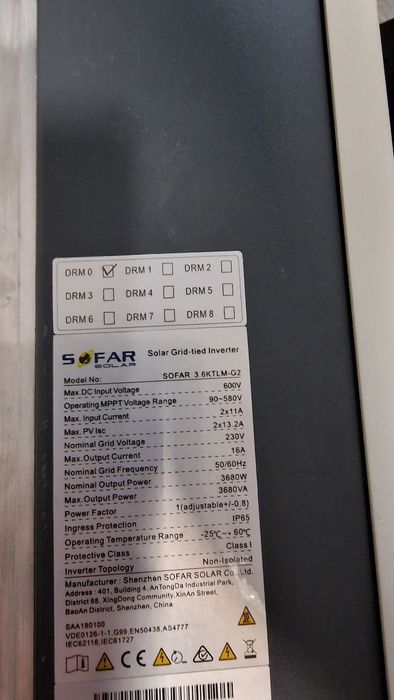 DRM 0 DRM 1 DRM 2
DRM 3 DRM 4 DRM 5
DRM 6 DRM 7 DRM 8
SOFAR SOLAR Solar Grid-tied Inverter
Model No: SOFAR 3.6KTLM-G2
Max.DC Input Voltage 600V
Operating MPPT Voltage Range 90~580V
Max. Input Current 2x11A
Max. PV Isc 2x13.2A
Nominal Grid Voltage 230V
Max.Output Current 16A
Nominal Grid Frequency 50/60Hz
Nominal Output Power 3680W
Max.Output Power 3680VA
Power Factor 1(adjustable+/-0.8)
Ingress Protection IP65
Operating Temperature Range -25℃~+60℃
Protective Class Class I
Inverter Topology Non-Isolated
Manufacturer : Shenzhen SOFAR SOLAR Co.,Ltd.
Address : 401, Building 4, AnTongDa Industrial Park,
District 68, XingDong Community,XinAn Street,
BaoAn District, Shenzhen, China
SAA180100
VDE0126-1-1,G99,EN50438,AS4777
IEC62116,IEC61727
CE